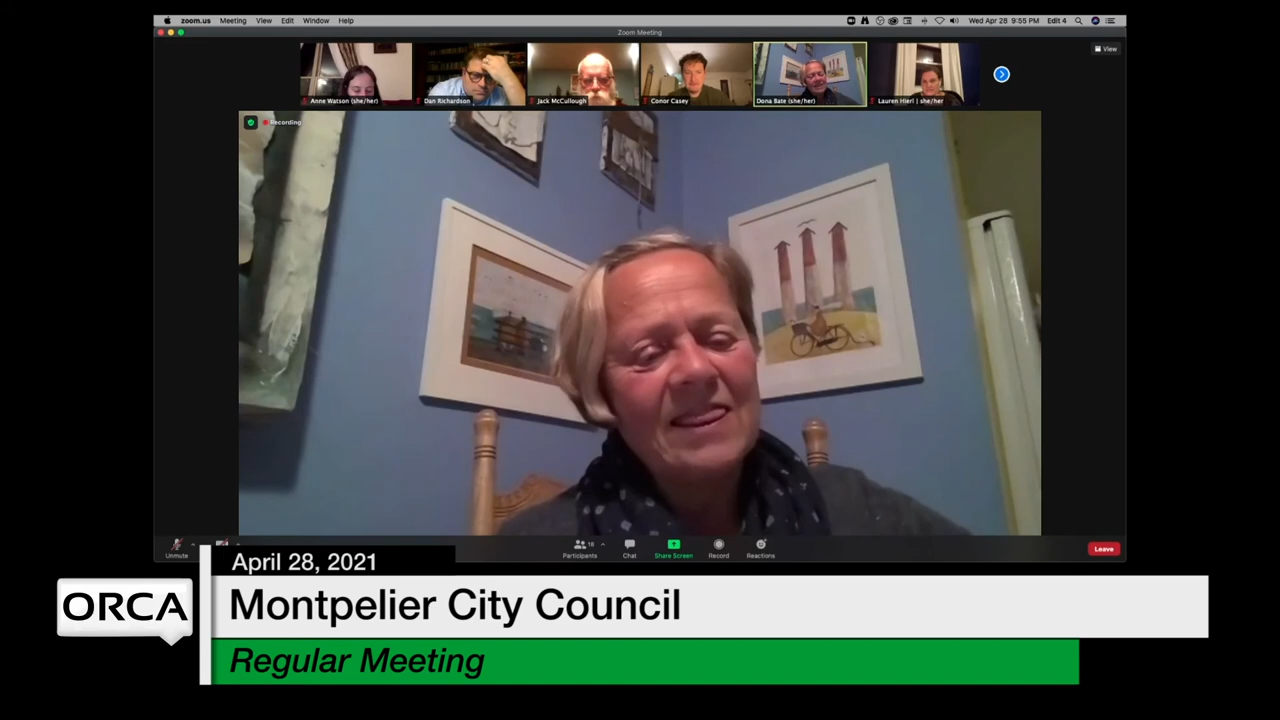 zoom.us Meeting View Edit Window Help
Wed Apr 28 9:55 PM Edit 4
Zoom Meeting
View
Anne Watson (she/her)
Dan Richardson
Jack McCullough
Conor Casey
Dona Bate (she/her)
Lauren Hierl | she/her
Recording
Unmute
Participants
18
Chat
Share Screen
Record
Reactions
Leave
April 28, 2021
ORCA
Montpelier City Council
Regular Meeting